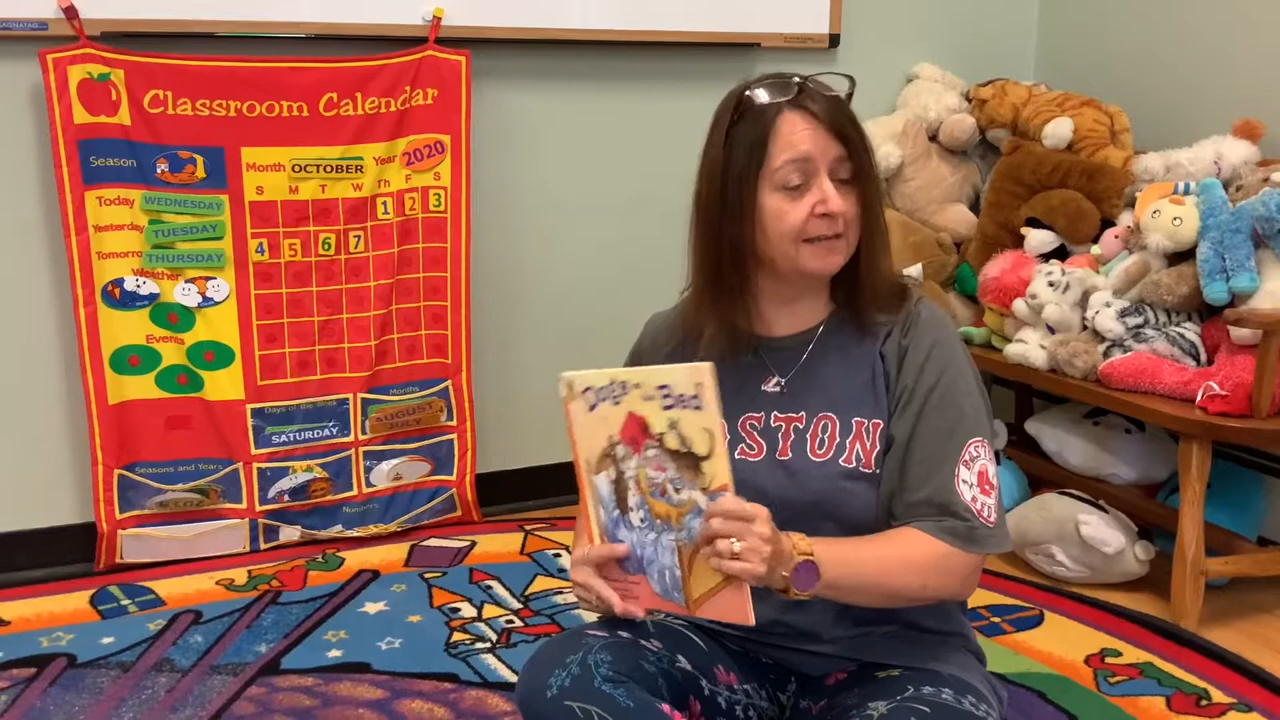 Classroom Calendar
Season
Month OCTOBER Year 2020
S M T W Th F S
Today WEDNESDAY
Yesterday TUESDAY
Tomorro THURSDAY
1 2 3
4 5 6 7
Weather
Events
Days of the Week
SATURDAY
Months
AUGUST
JULY
Seasons and Years
Numbers
Dogs in the Bed
OSTON